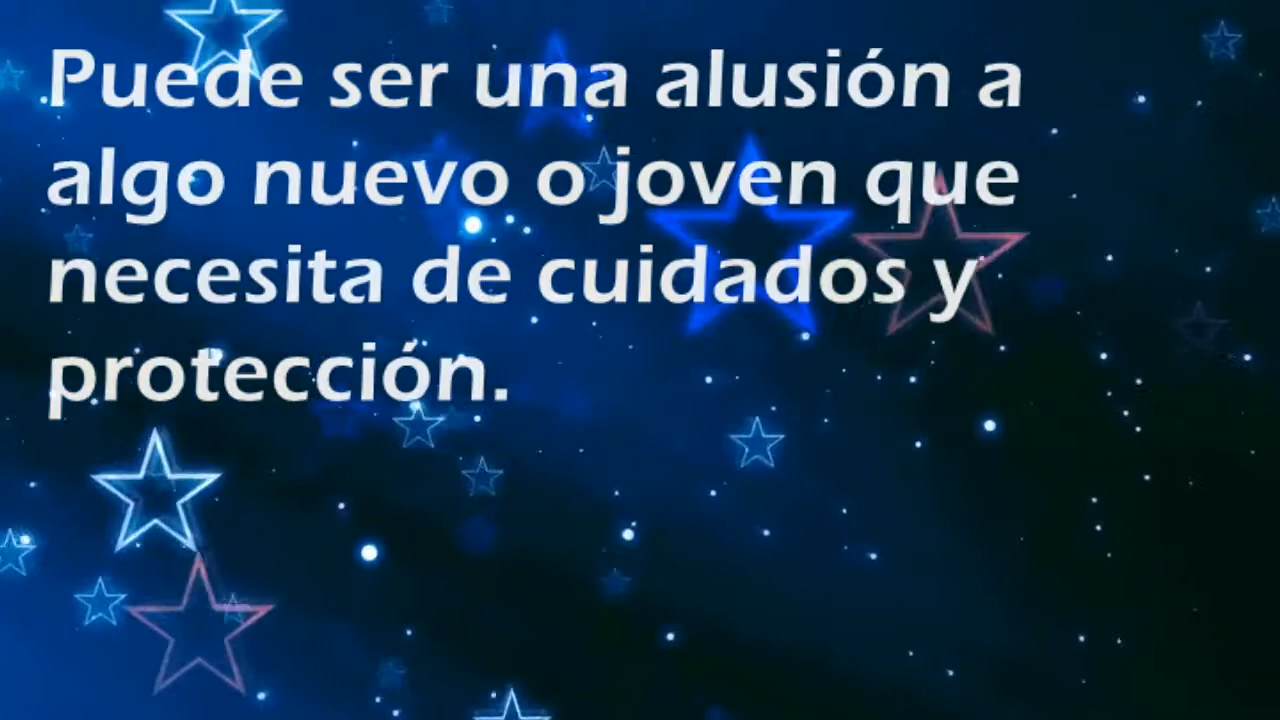 Puede ser una alusión a
algo nuevo o joven que
necesita de cuidados y
protección.